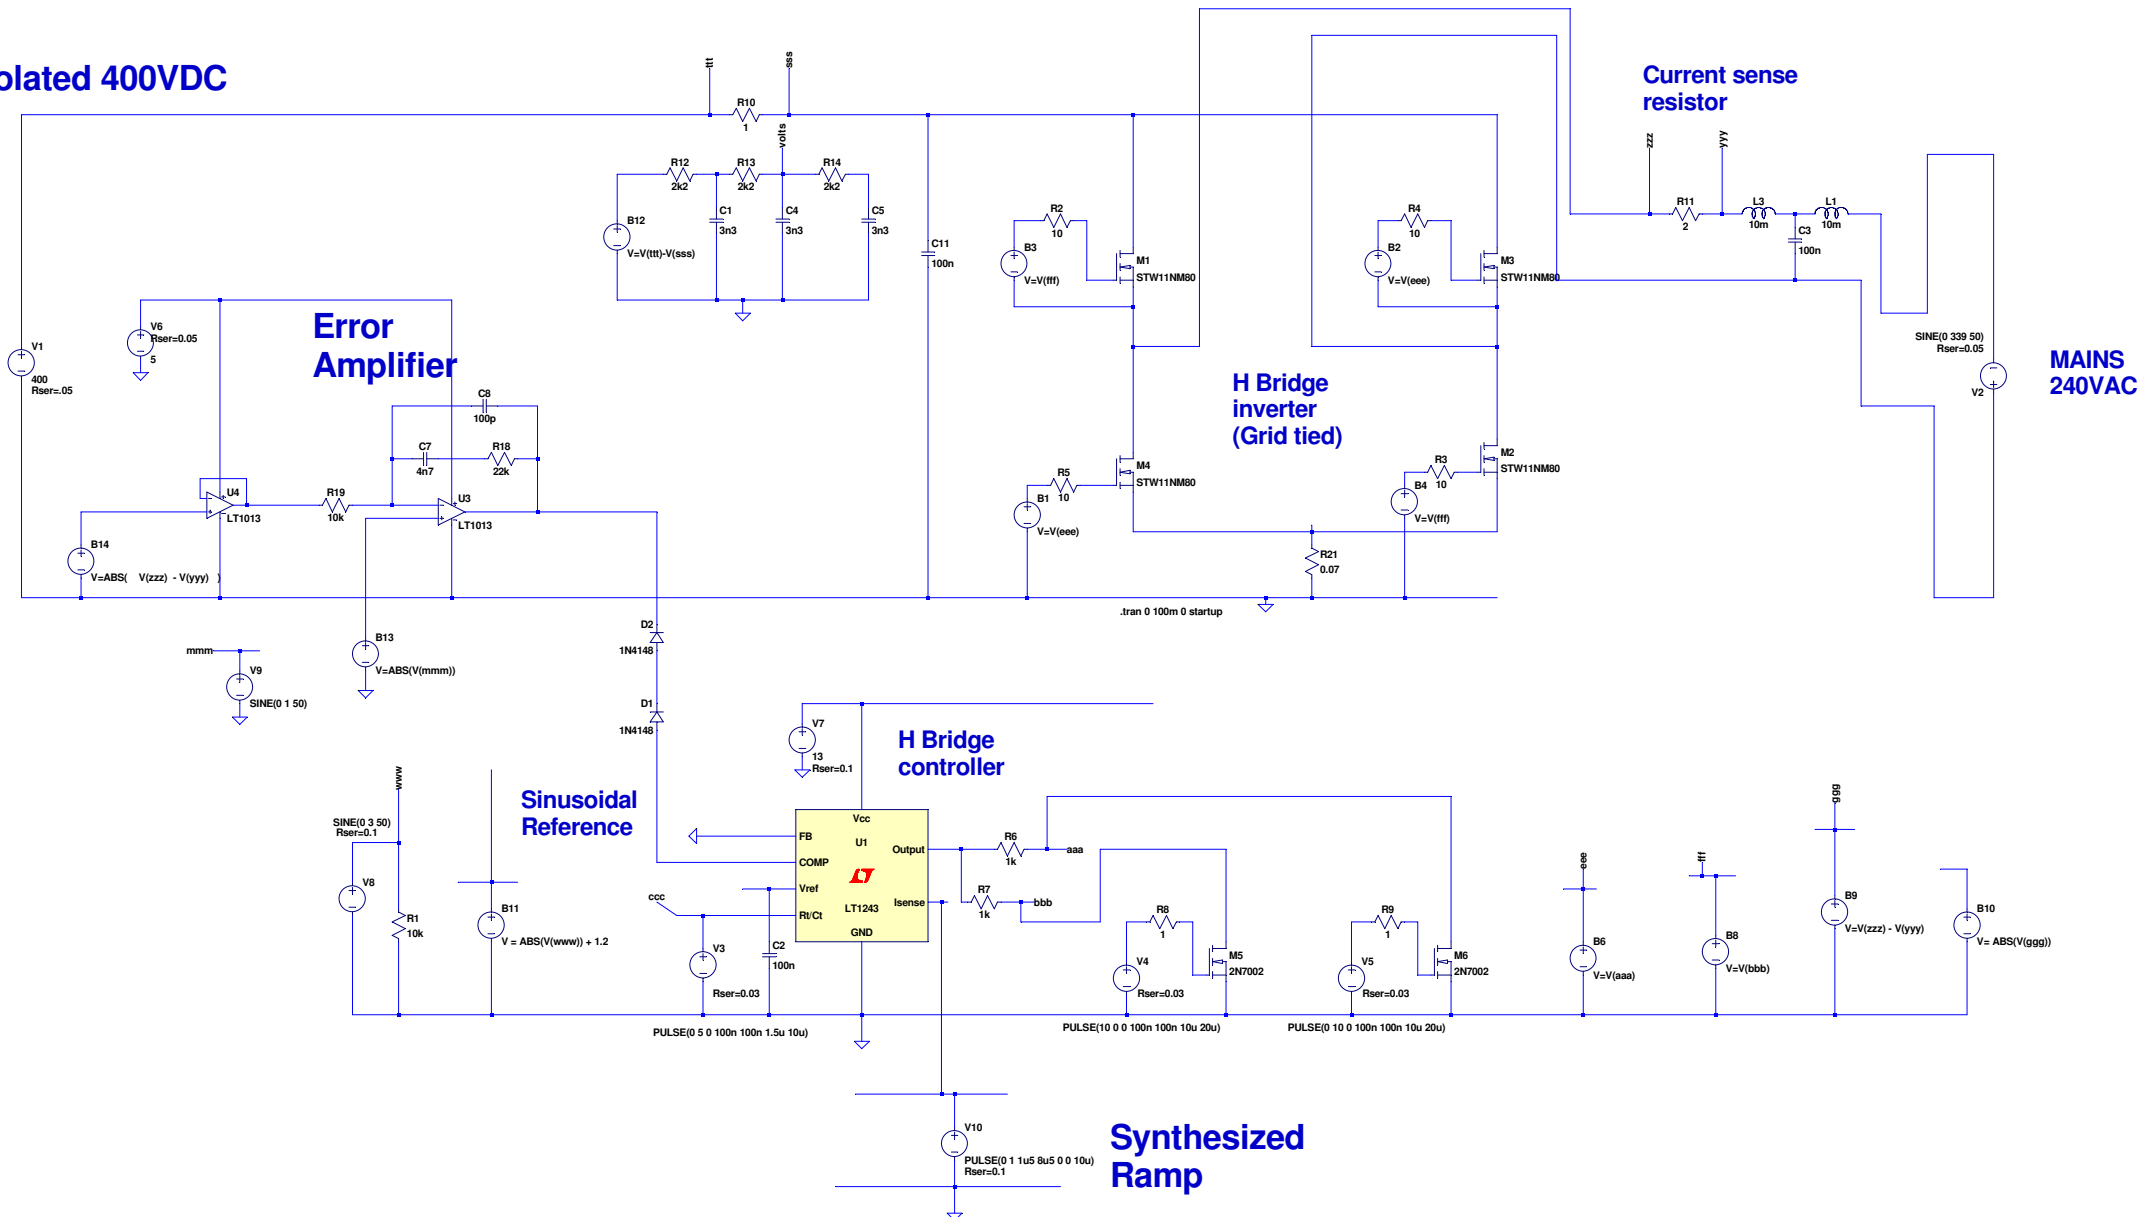 olated 400VDC
ttt
sss
R10
1
volts
R12
2k2
R13
2k2
R14
2k2
B12
V=V(ttt)-V(sss)
C1
3n3
C4
3n3
C5
3n3
C11
100n
R2
10
B3
V=V(fff)
M1
STW11NM80
R4
10
B2
V=V(eee)
M3
STW11NM80
Current sense
resistor
zzz
yyy
R11
2
L3
10m
L1
10m
C3
100n
SINE(0 339 50)
Rser=0.05
V2
MAINS
240VAC
V1
400
Rser=.05
V6
Rser=0.05
5
Error
Amplifier
C8
100p
C7
4n7
R18
22k
U4
LT1013
R19
10k
U3
LT1013
B14
V=ABS(    V(zzz)  - V(yyy)   )
H Bridge
inverter
(Grid tied)
R5
10
M4
STW11NM80
B1
V=V(eee)
R3
10
M2
STW11NM80
B4
V=V(fff)
R21
0.07
.tran 0 100m 0 startup
mmm
V9
SINE(0 1 50)
B13
V=ABS(V(mmm))
D2
1N4148
D1
1N4148
V7
13
Rser=0.1
H Bridge
controller
www
SINE(0 3 50)
Rser=0.1
V8
R1
10k
B11
V = ABS(V(www)) + 1.2
Sinusoidal
Reference
Vcc
FB
U1
COMP
Output
Vref
LT1243
Isense
Rt/Ct
GND
ccc
V3
Rser=0.03
C2
100n
PULSE(0 5 0 100n 100n 1.5u 10u)
R6
1k
aaa
R7
1k
bbb
R8
1
V4
Rser=0.03
M5
2N7002
PULSE(10 0 0 100n 100n 10u 20u)
R9
1
V5
Rser=0.03
M6
2N7002
PULSE(0 10 0 100n 100n 10u 20u)
eee
B6
V=V(aaa)
fff
B8
V=V(bbb)
ggg
B9
V=V(zzz) - V(yyy)
B10
V= ABS(V(ggg))
V10
PULSE(0 1 1u5 8u5 0 0 10u)
Rser=0.1
Synthesized
Ramp